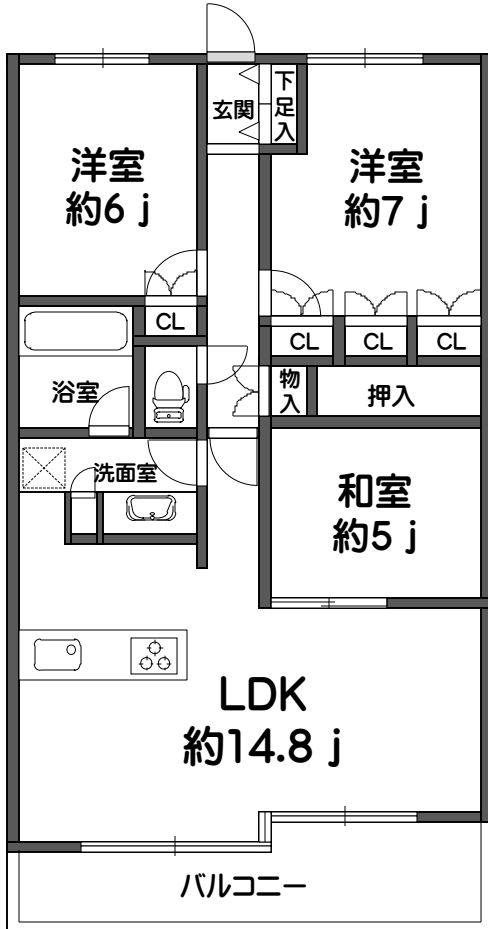 玄関
下足入
洋室
約6 j
洋室
約7 j
CL
CL
CL
CL
浴室
物入
押入
洗面室
和室
約5 j
LDK
約14.8 j
バルコニー